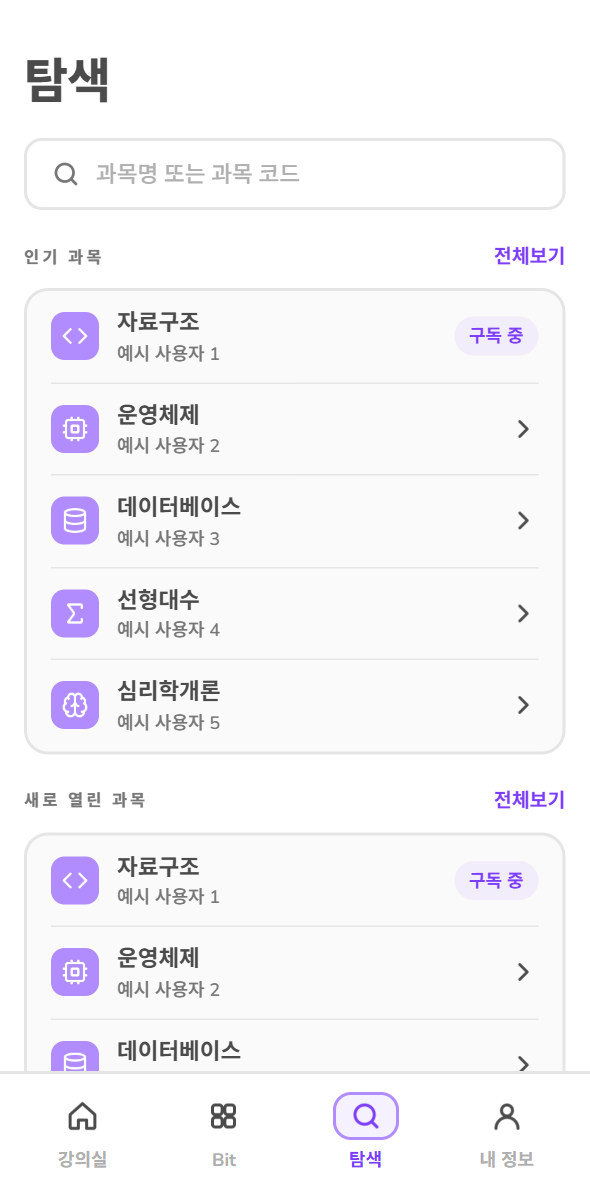 탐색
과목명 또는 과목 코드
인기 과목
전체보기
자료구조
예시 사용자 1
구독 중
운영체제
예시 사용자 2
데이터베이스
예시 사용자 3
선형대수
예시 사용자 4
심리학개론
예시 사용자 5
새로 열린 과목
전체보기
자료구조
예시 사용자 1
구독 중
운영체제
예시 사용자 2
데이터베이스
강의실
Bit
탐색
내 정보